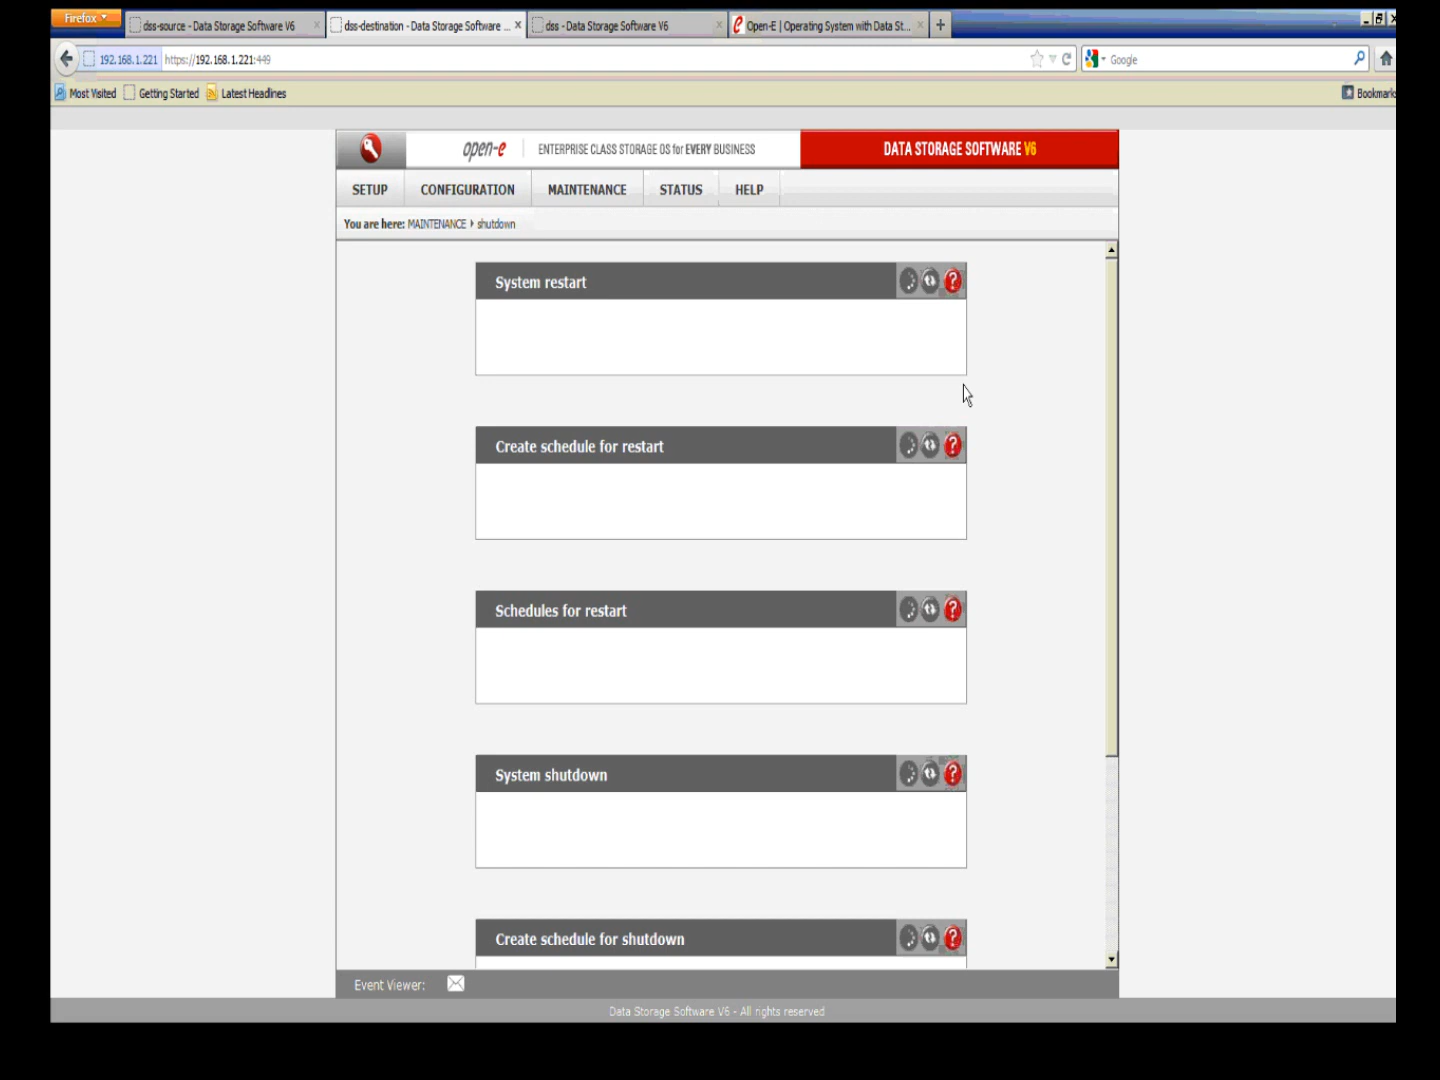 Firefox
dss-source - Data Storage Software V6
dss-destination - Data Storage Software ...
dss - Data Storage Software V6
Open-E | Operating System with Data St...
192.168.1.221 https://192.168.1.221:449
Google
Most Visited Getting Started Latest Headlines
Bookmark
open-e ENTERPRISE CLASS STORAGE OS for EVERY BUSINESS
DATA STORAGE SOFTWARE V6
SETUP CONFIGURATION MAINTENANCE STATUS HELP
You are here: MAINTENANCE shutdown
System restart
Create schedule for restart
Schedules for restart
System shutdown
Create schedule for shutdown
Event Viewer:
Data Storage Software V6 - All rights reserved